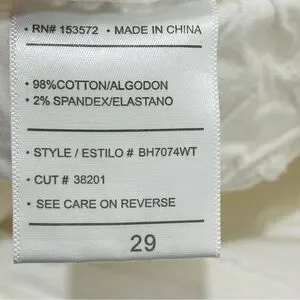 • RN# 153572 • MADE IN CHINA
• 98%COTTON/ALGODON
• 2% SPANDEX/ELASTANO
• STYLE / ESTILO # BH7074WT
• CUT # 38201
• SEE CARE ON REVERSE
29